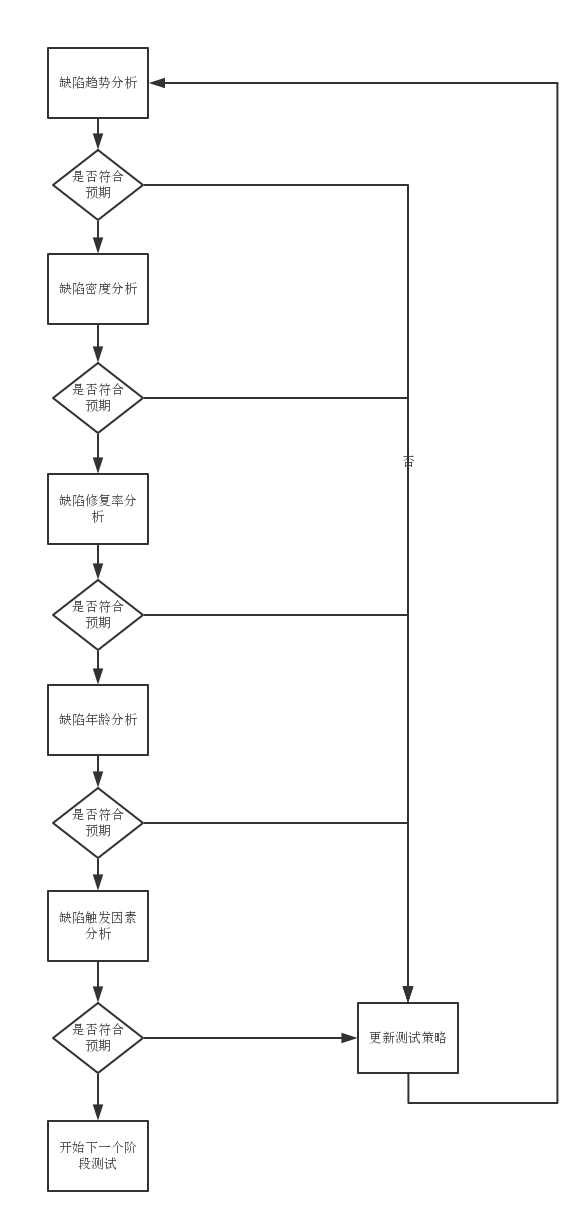 缺陷趋势分析
是否符合
预期
缺陷密度分析
是否符合
预期
否
缺陷修复率分
析
是否符合
预期
缺陷年龄分析
是否符合
预期
缺陷触发因素
分析
是否符合
预期
更新测试策略
开始下一个阶
段测试